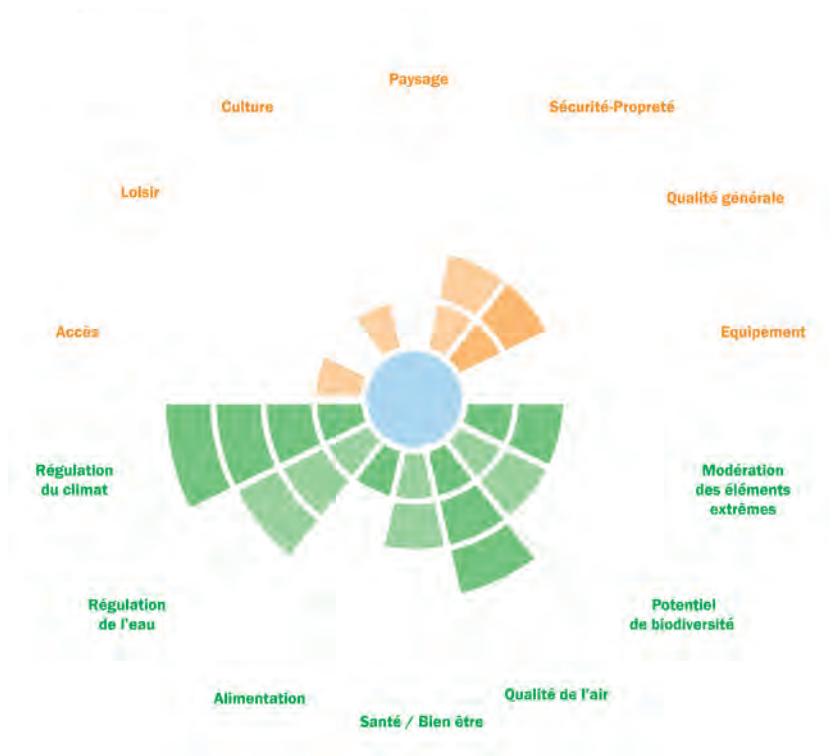 Paysage
Culture
Sécurité-Propreté
Loisir
Qualité générale
Accès
Equipement
Régulation
du climat
Modération
des éléments
extrêmes
Régulation
de l'eau
Potentiel
de biodiversité
Alimentation
Qualité de l'air
Santé / Bien être